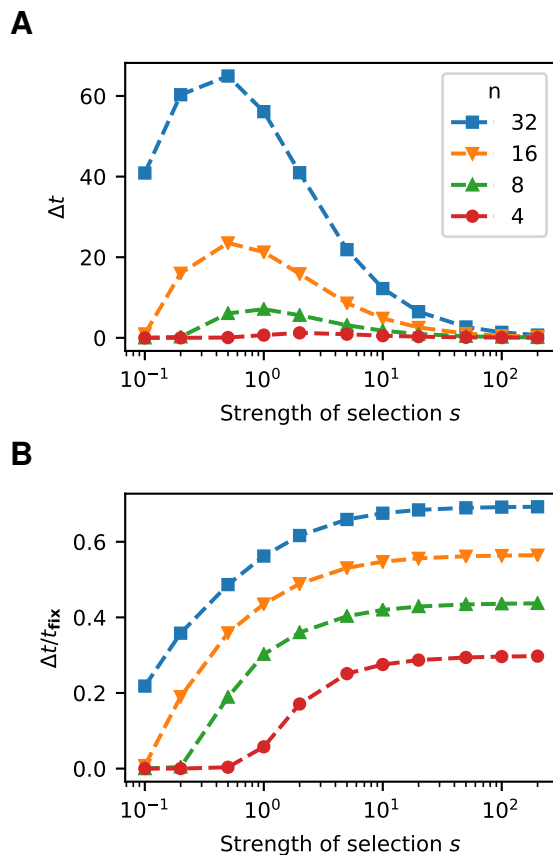 A
60
40
20
0
Δt
n
32
16
8
4
10⁻¹ 10⁰ 10¹ 10²
Strength of selection s
B
0.6
0.4
0.2
0.0
Δt/t_fix
10⁻¹ 10⁰ 10¹ 10²
Strength of selection s